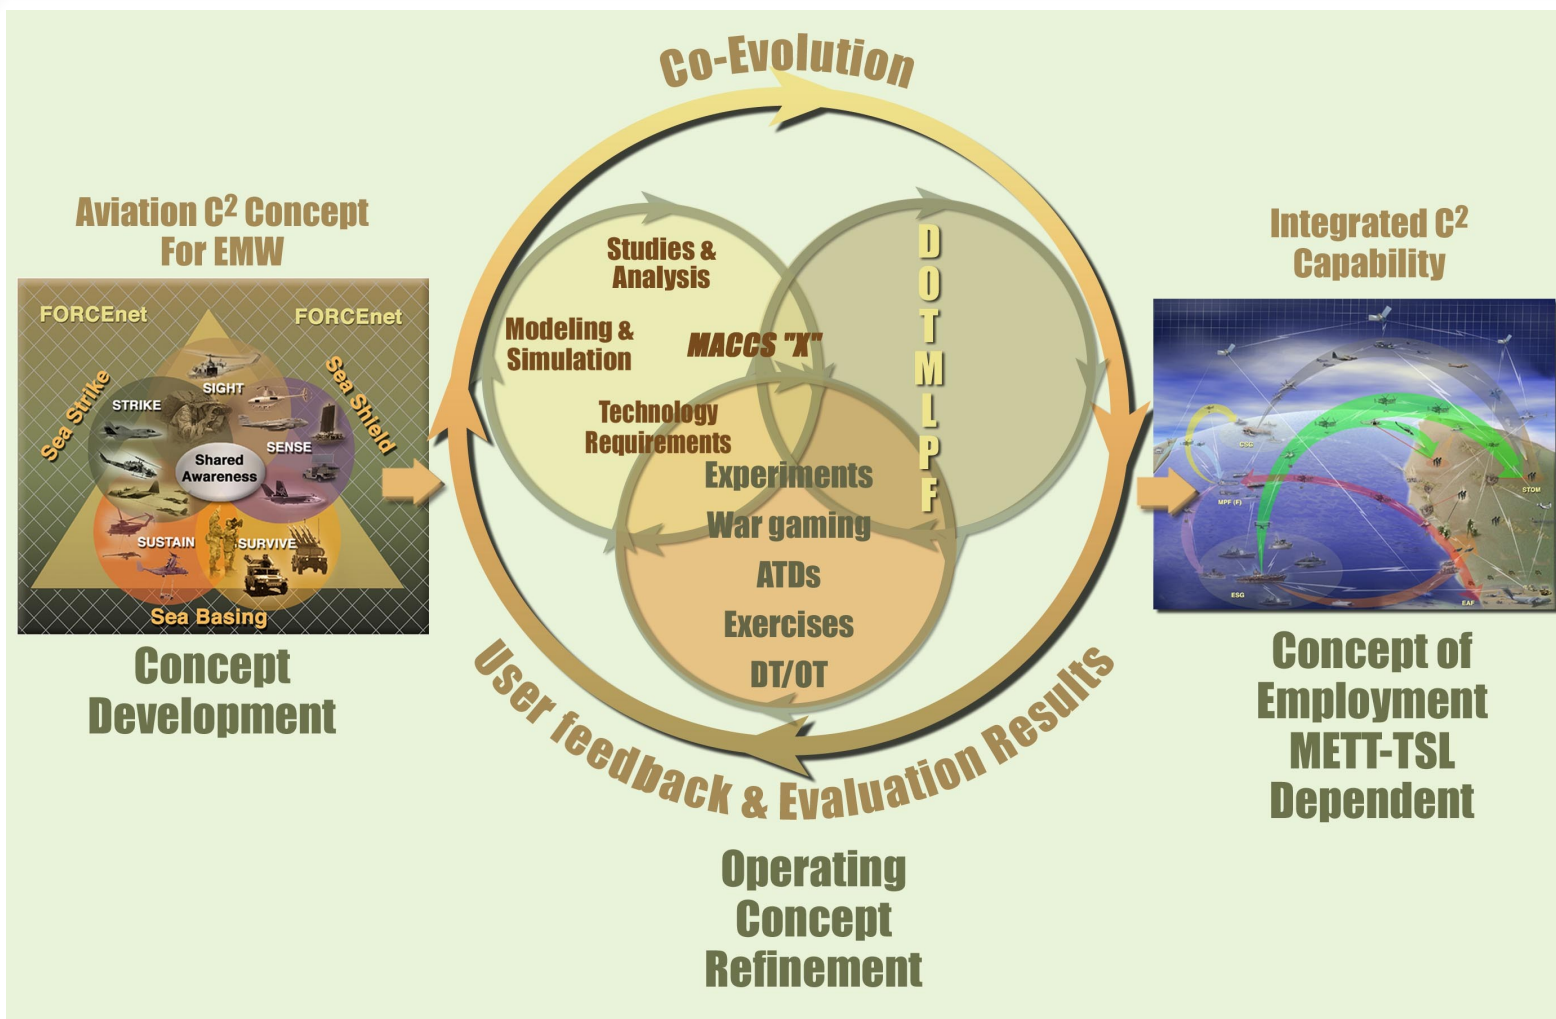 Co-Evolution
Aviation C² Concept
For EMW
FORCEnet
FORCEnet
Sea Strike
Sea Shield
SIGHT
STRIKE
SENSE
Shared
Awareness
SUSTAIN
SURVIVE
Sea Basing
Concept
Development
Studies &
Analysis
Modeling &
Simulation
MACCS "X"
Technology
Requirements
DOTMLPF
Experiments
War gaming
ATDs
Exercises
DT/OT
User feedback & Evaluation Results
Operating
Concept
Refinement
Integrated C²
Capability
CSG
MPF (F)
STOM
ESG
EAF
Concept of
Employment
METT-TSL
Dependent